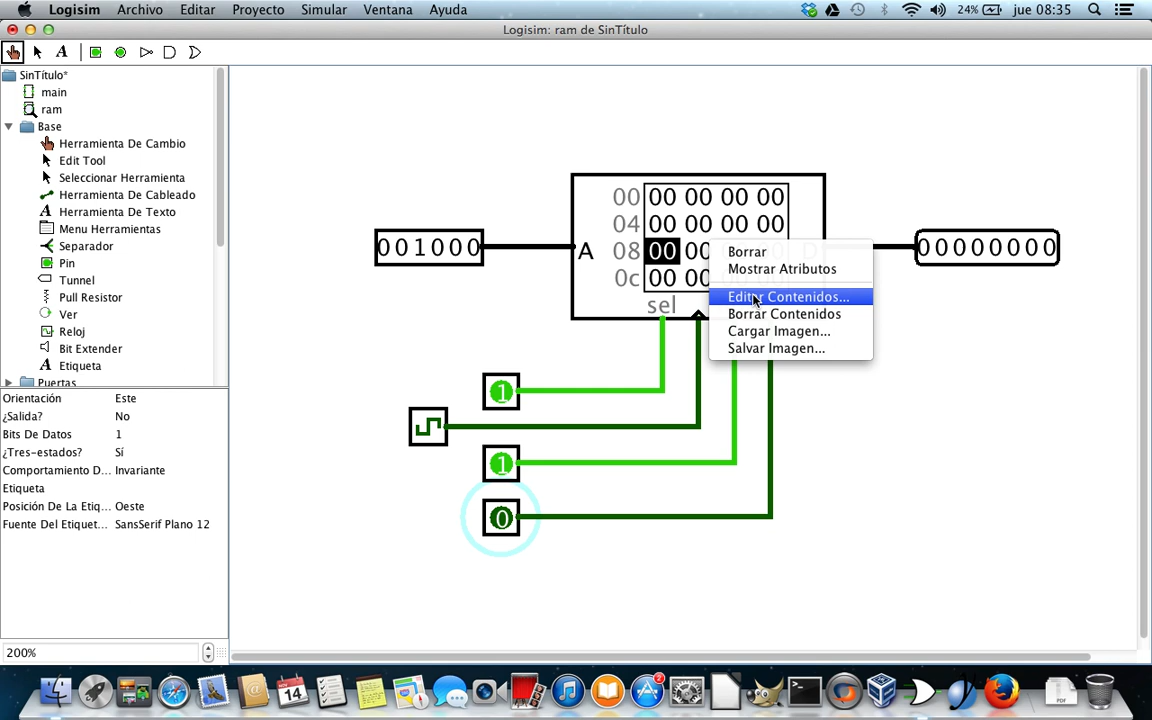 Logisim Archivo Editar Proyecto Simular Ventana Ayuda 24% jue 08:35
Logisim: ram de SinTítulo
A
SinTítulo*
main
ram
Base
Herramienta De Cambio
Edit Tool
Seleccionar Herramienta
Herramienta De Cableado
A Herramienta De Texto
Menu Herramientas
Separador
Pin
Tunnel
Pull Resistor
Ver
Reloj
Bit Extender
A Etiqueta
Puertas
Orientación Este
¿Salida? No
Bits De Datos 1
¿Tres-estados? Sí
Comportamiento D... Invariante
Etiqueta
Posición De La Etiq... Oeste
Fuente Del Etiquet... SansSerif Plano 12
200%
00 00 00 00 00
04 00 00 00 00
001000 A 08 00 00 D 00000000
0c 00 00
sel
Borrar
Mostrar Atributos
Editar Contenidos...
Borrar Contenidos
Cargar Imagen...
Salvar Imagen...
1
1
0
14
2
PDF